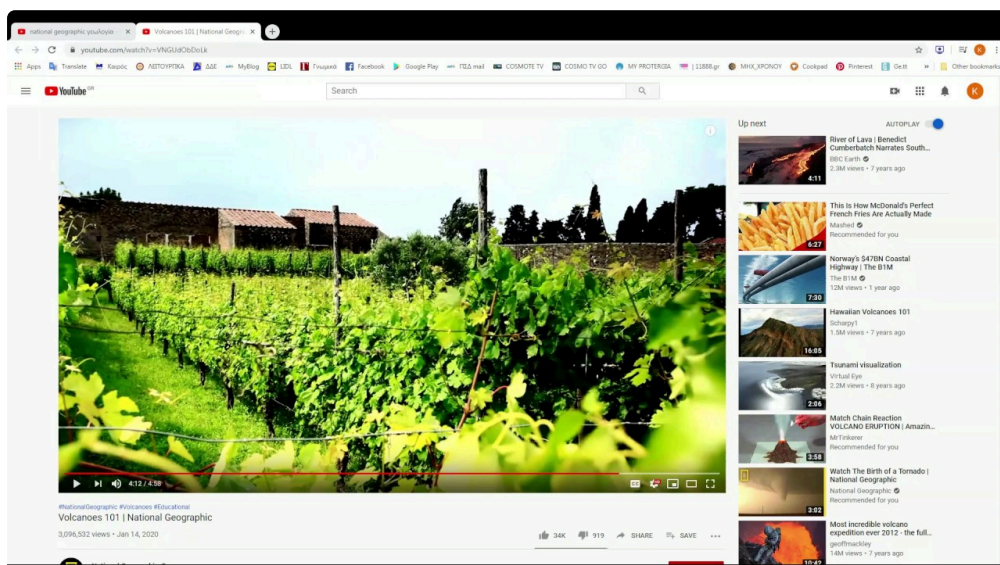 national geographic γεωλογία
Volcanoes 101 | National Geogr
youtube.com/watch?v=VNGUdObDoLk
Apps Translate Καιρός ΛΕΙΤΟΥΡΓΙΚΑ ΔΔΕ MyBlog LIDL Τνωμακό Facebook Google Play ΠΣΔ mail COSMOTE TV COSMO TV GO MY PROTERGIA | 11888.gr MHX_XPONOY Cookpad Pinterest Ge.tt » Other bookmarks
YouTube GR
Search
K
4:12 / 4:58
#NationalGeographic #Volcanoes #Educational
Volcanoes 101 | National Geographic
3,096,532 views • Jan 14, 2020
34K 919 SHARE SAVE
Up next AUTOPLAY
River of Lava | Benedict
Cumberbatch Narrates South...
BBC Earth
2.3M views • 7 years ago
4:11
This Is How McDonald's Perfect
French Fries Are Actually Made
Mashed
Recommended for you
6:27
Norway's $47BN Coastal
Highway | The B1M
The B1M
12M views • 1 year ago
7:30
Hawaiian Volcanoes 101
Scharpy1
1.5M views • 7 years ago
16:05
Tsunami visualization
Virtual Eye
2.2M views • 8 years ago
2:06
Match Chain Reaction
VOLCANO ERUPTION | Amazin...
MrTinkerer
Recommended for you
3:58
Watch The Birth of a Tornado |
National Geographic
National Geographic
Recommended for you
3:02
Most incredible volcano
expedition ever 2012 - the full...
geoffmackley
14M views • 7 years ago
10:42